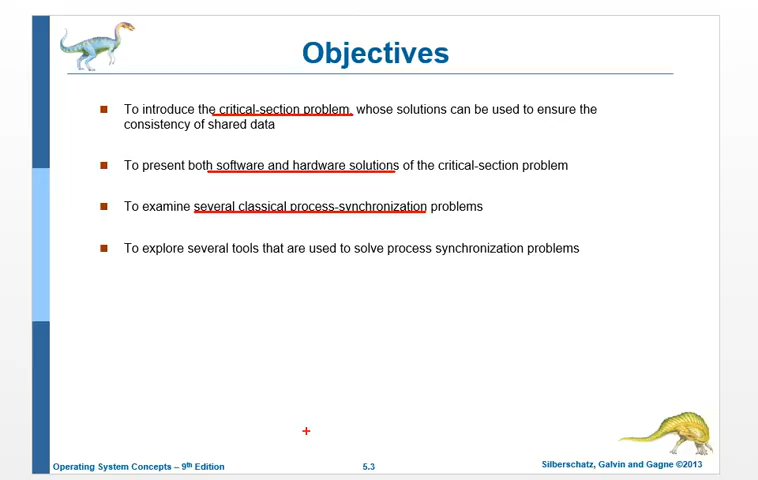 Objectives
To introduce the critical-section problem, whose solutions can be used to ensure the
consistency of shared data
To present both software and hardware solutions of the critical-section problem
To examine several classical process-synchronization problems
To explore several tools that are used to solve process synchronization problems
Operating System Concepts – 9th Edition
5.3
Silberschatz, Galvin and Gagne ©2013